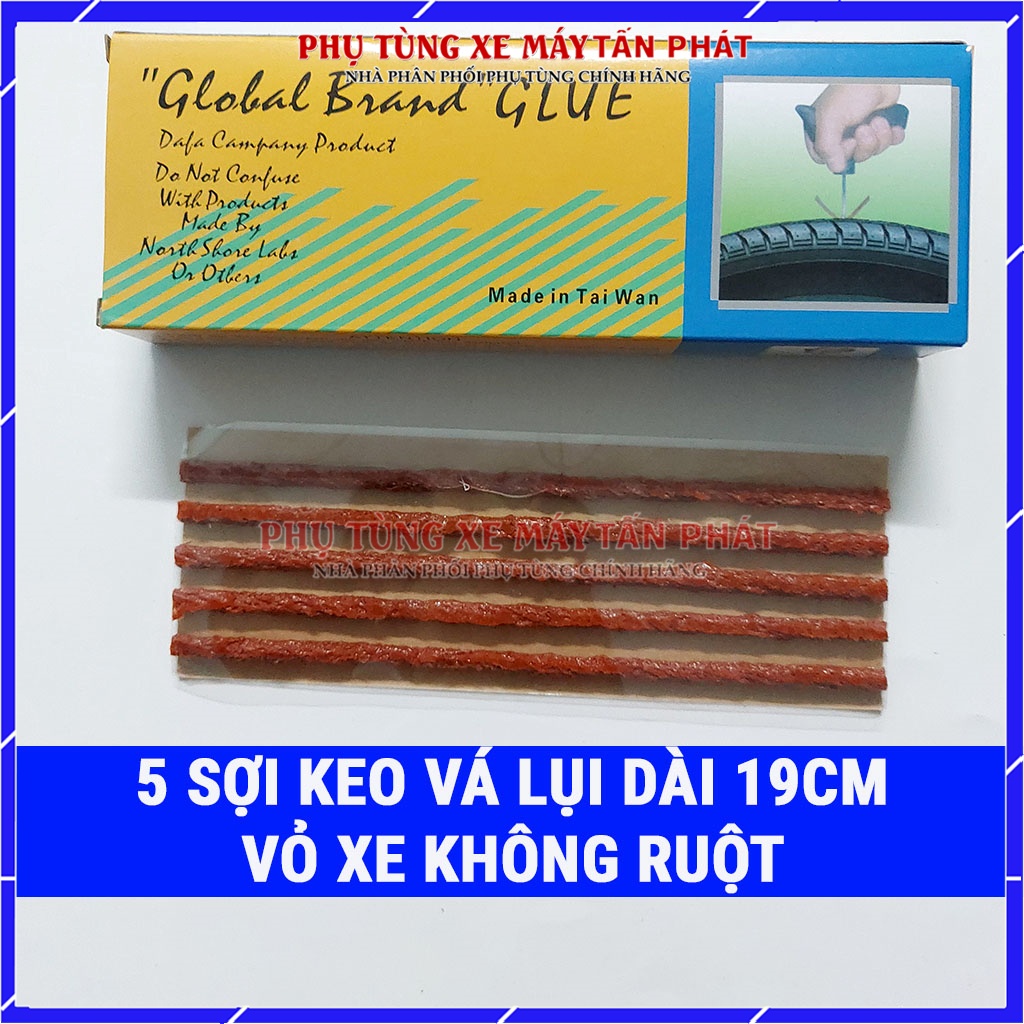 PHỤ TÙNG XE MÁY TẤN PHÁT
NHÀ PHÂN PHỐI PHỤ TÙNG CHÍNH HÃNG
"Global Brand" GLUE
Dafa Campany Product
Do Not Confuse
With Products
Made By
North Shore Labs
Or Otbers
Made in Tai Wan
PHỤ TÙNG XE MÁY TẤN PHÁT
NHÀ PHÂN PHỐI PHỤ TÙNG CHÍNH HÃNG
5 SỢI KEO VÁ LỤI DÀI 19CM
VỎ XE KHÔNG RUỘT